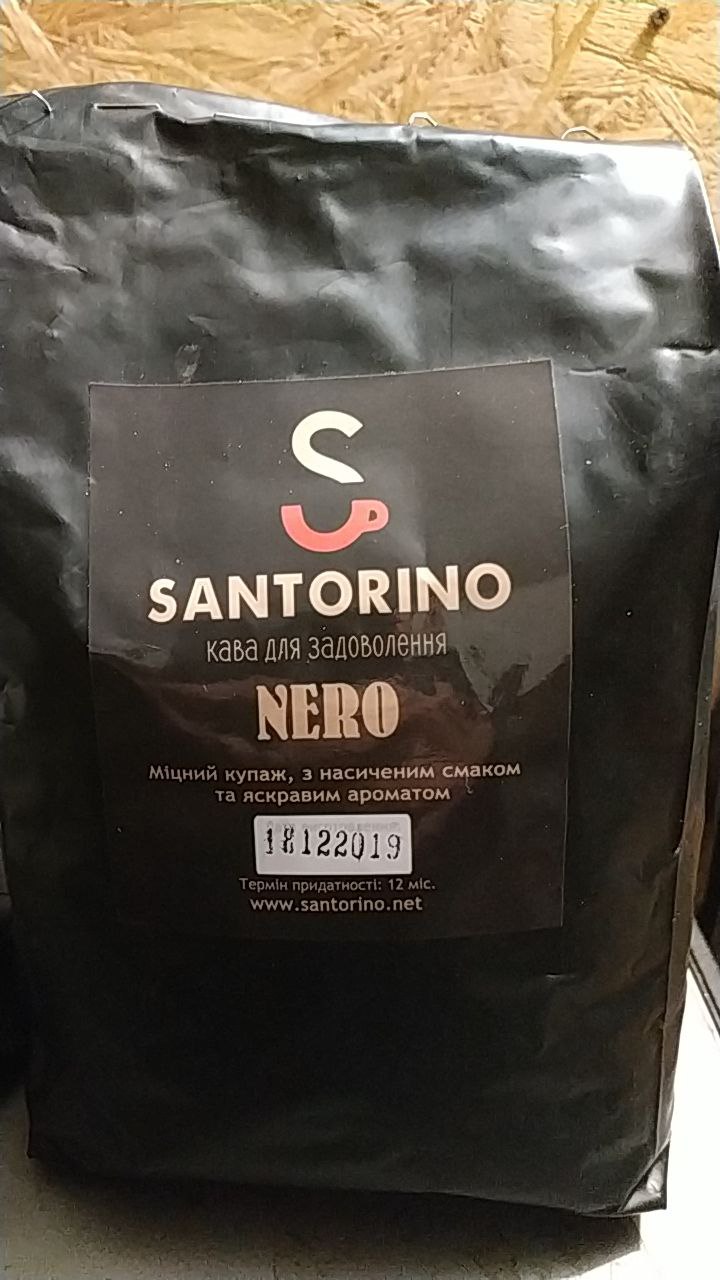 SANTORINO
кава для задоволення
NERO
Міцний купаж, з насиченим смаком
та яскравим ароматом
18122019
Термін придатності: 12 міс.
www.santorino.net